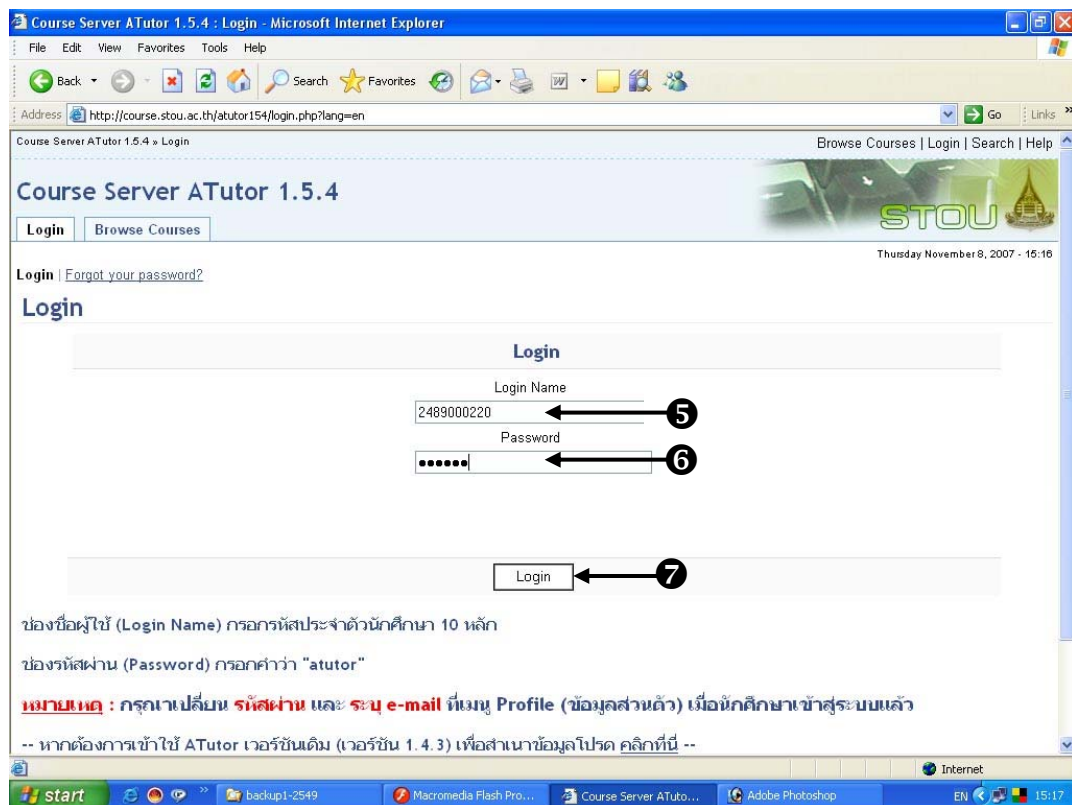 Course Server ATutor 1.5.4 : Login - Microsoft Internet Explorer
File Edit View Favorites Tools Help
Back Search Favorites
Address http://course.stou.ac.th/atutor154/login.php?lang=en Go Links »
Course Server ATutor 1.5.4 » Login Browse Courses | Login | Search | Help
Course Server ATutor 1.5.4
STOU
Login Browse Courses
Thursday November 8, 2007 - 15:16
Login | Forgot your password?
Login
Login
Login Name
2489000220 ❺
Password
●●●●●● ❻
Login ❼
ช่องชื่อผู้ใช้ (Login Name) กรอกรหัสประจำตัวนักศึกษา 10 หลัก
ช่องรหัสผ่าน (Password) กรอกคำว่า "atutor"
หมายเหตุ : กรุณาเปลี่ยน รหัสผ่าน และ ระบุ e-mail ที่เมนู Profile (ข้อมูลส่วนตัว) เมื่อนักศึกษาเข้าสู่ระบบแล้ว
-- หากต้องการเข้าใช้ ATutor เวอร์ชันเดิม (เวอร์ชัน 1.4.3) เพื่อสำเนาข้อมูลโปรด คลิกที่นี่ --
Internet
start » backup1-2549 Macromedia Flash Pro... Course Server ATuto... Adobe Photoshop EN 15:17